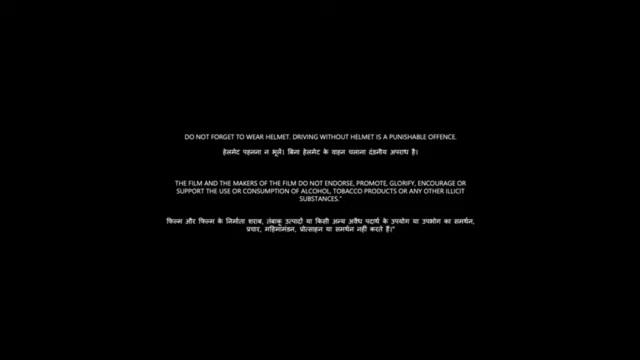 DO NOT FORGET TO WEAR HELMET. DRIVING WITHOUT HELMET IS A PUNISHABLE OFFENCE.
हेलमेट पहनना न भूलें। बिना हेलमेट के वाहन चलाना दंडनीय अपराध है।
THE FILM AND THE MAKERS OF THE FILM DO NOT ENDORSE, PROMOTE, GLORIFY, ENCOURAGE OR
SUPPORT THE USE OR CONSUMPTION OF ALCOHOL, TOBACCO PRODUCTS OR ANY OTHER ILLICIT
SUBSTANCES."
फिल्म और फिल्म के निर्माता शराब, तंबाकू उत्पादों या किसी अन्य अवैध पदार्थ के उपयोग या उपभोग का समर्थन,
प्रचार, महिमामंडन, प्रोत्साहन या समर्थन नहीं करते हैं।"